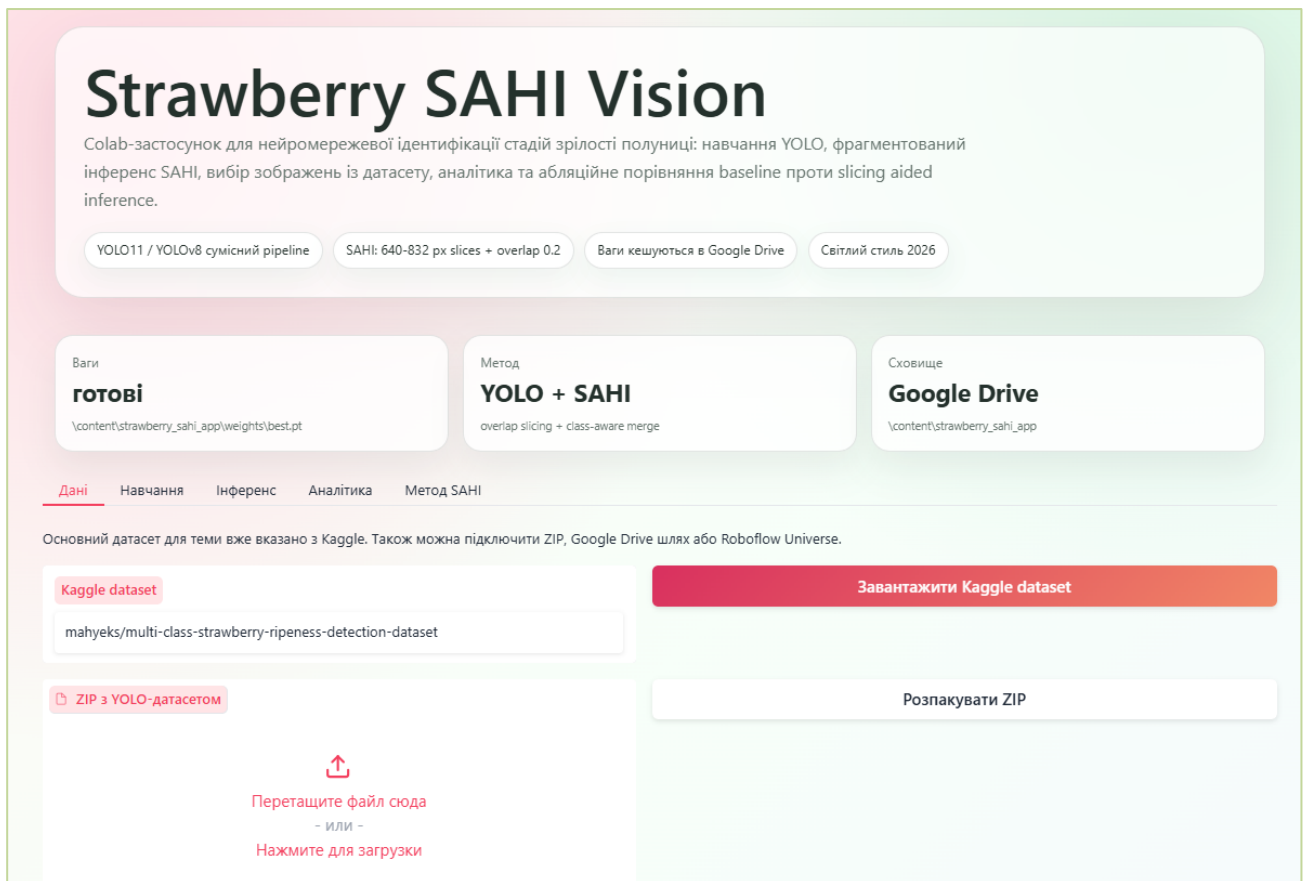 Strawberry SAHI Vision
Colab-застосунок для нейромережевої ідентифікації стадій зрілості полуниці: навчання YOLO, фрагментований
інференс SAHI, вибір зображень із датасету, аналітика та абляційне порівняння baseline проти slicing aided
inference.
YOLO11 / YOLOv8 сумісний pipeline
SAHI: 640-832 px slices + overlap 0.2
Ваги кешуються в Google Drive
Світлий стиль 2026
Ваги
готові
\content\strawberry_sahi_app\weights\best.pt
Метод
YOLO + SAHI
overlap slicing + class-aware merge
Сховище
Google Drive
\content\strawberry_sahi_app
Дані
Навчання
Інференс
Аналітика
Метод SAHI
Основний датасет для теми вже вказано з Kaggle. Також можна підключити ZIP, Google Drive шлях або Roboflow Universe.
Kaggle dataset
mahyeks/multi-class-strawberry-ripeness-detection-dataset
Завантажити Kaggle dataset
ZIP з YOLO-датасетом
Розпакувати ZIP
Перетащите файл сюда
- или -
Нажмите для загрузки